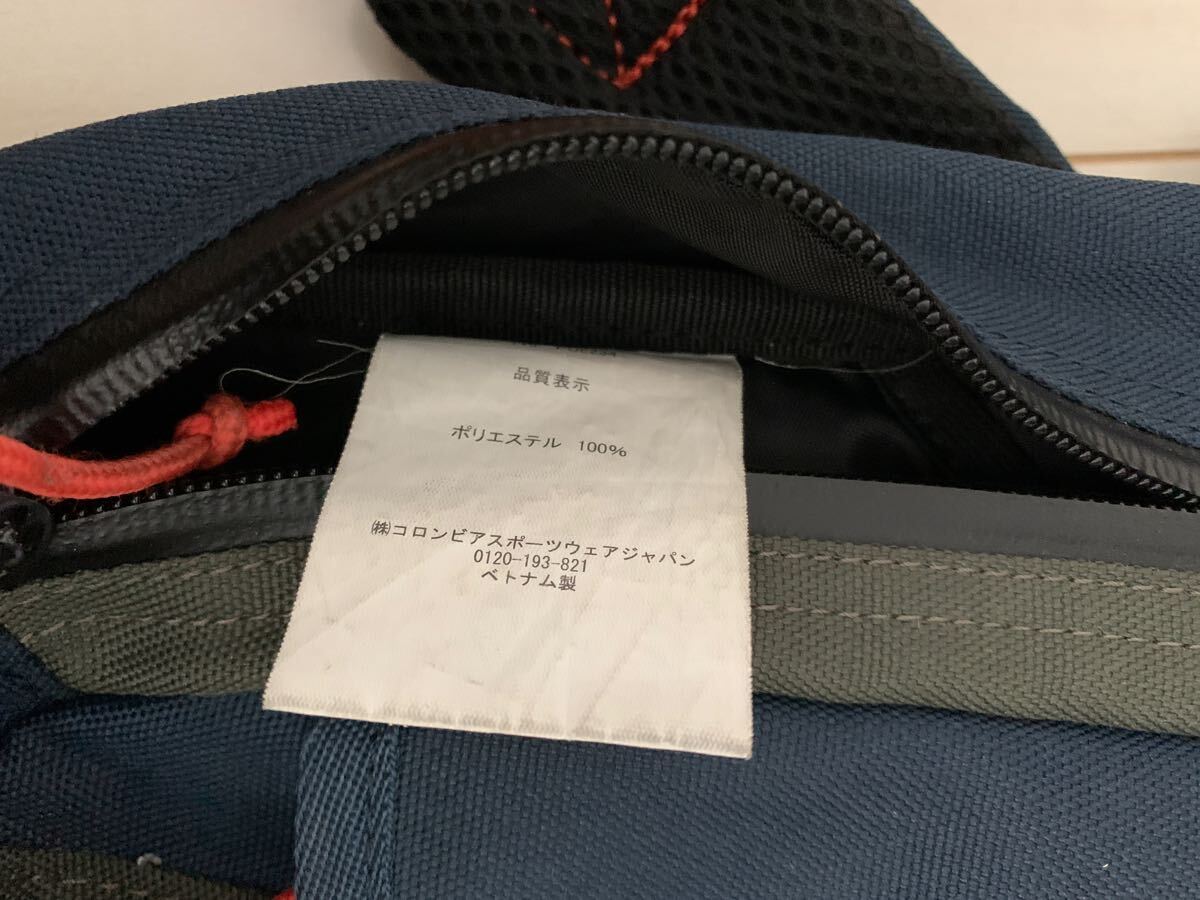 品質表示
ポリエステル 100%
㈱コロンビアスポーツウェアジャパン
0120-193-821
ベトナム製